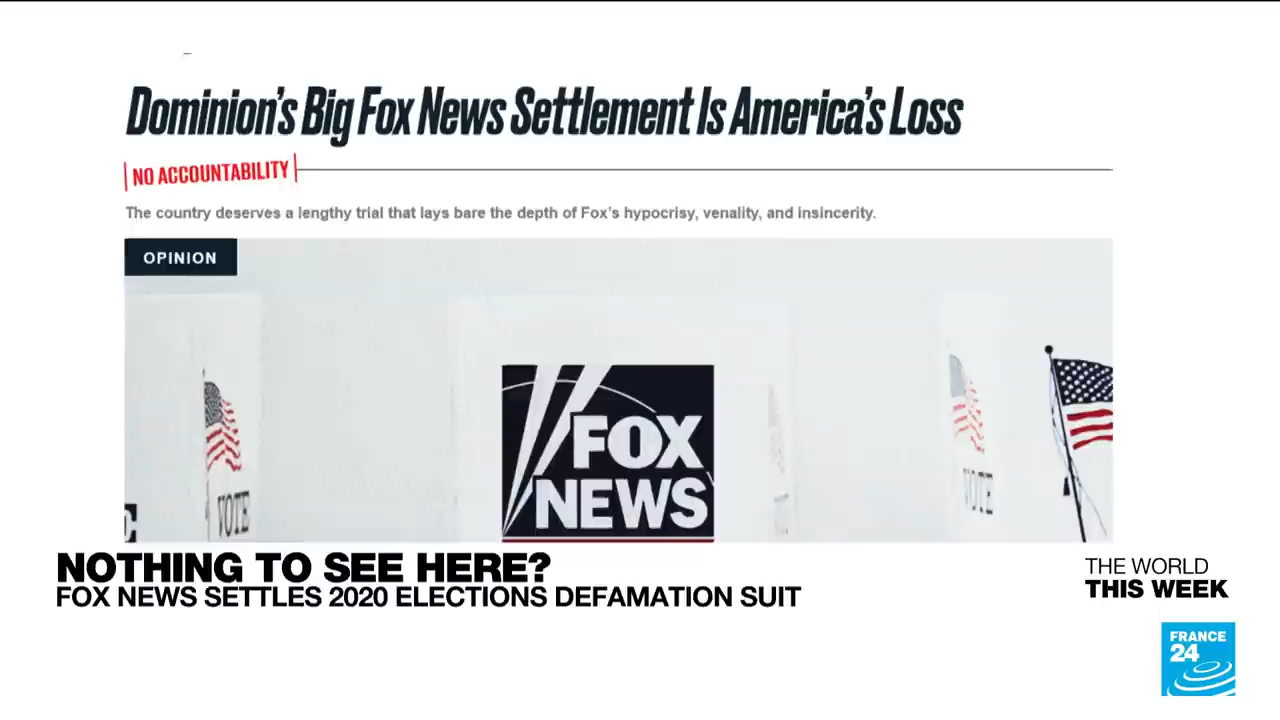 Dominion's Big Fox News Settlement Is America's Loss
NO ACCOUNTABILITY
The country deserves a lengthy trial that lays bare the depth of Fox's hypocrisy, venality, and insincerity.
OPINION
FOX
NEWS
VOTE
VOTE
NOTHING TO SEE HERE?
FOX NEWS SETTLES 2020 ELECTIONS DEFAMATION SUIT
THE WORLD
THIS WEEK
FRANCE
24